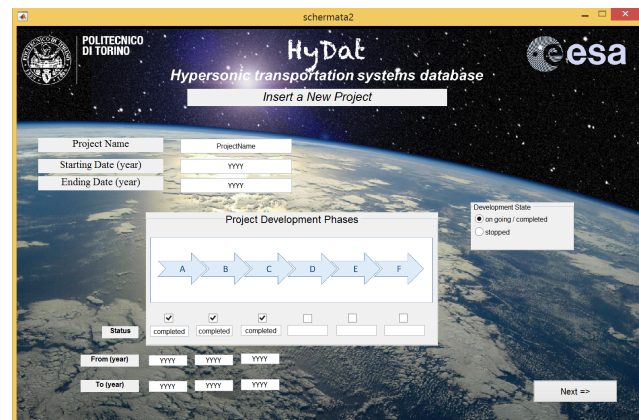 schermata2
POLITECNICO
DI TORINO
HyDat
esa
Hypersonic transportation systems database
Insert a New Project
Project Name
ProjectName
Starting Date (year)
YYYY
Ending Date (year)
YYYY
Development State
on going / completed
stopped
Project Development Phases
A B C D E F
Status
completed completed completed
From (year)
YYYY YYYY YYYY
To (year)
YYYY YYYY YYYY
Next =>